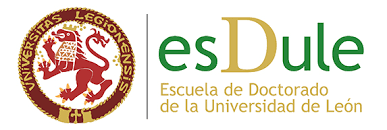 UNIVERSITAS LEGIONENSIS
esDule
Escuela de Doctorado
de la Universidad de León